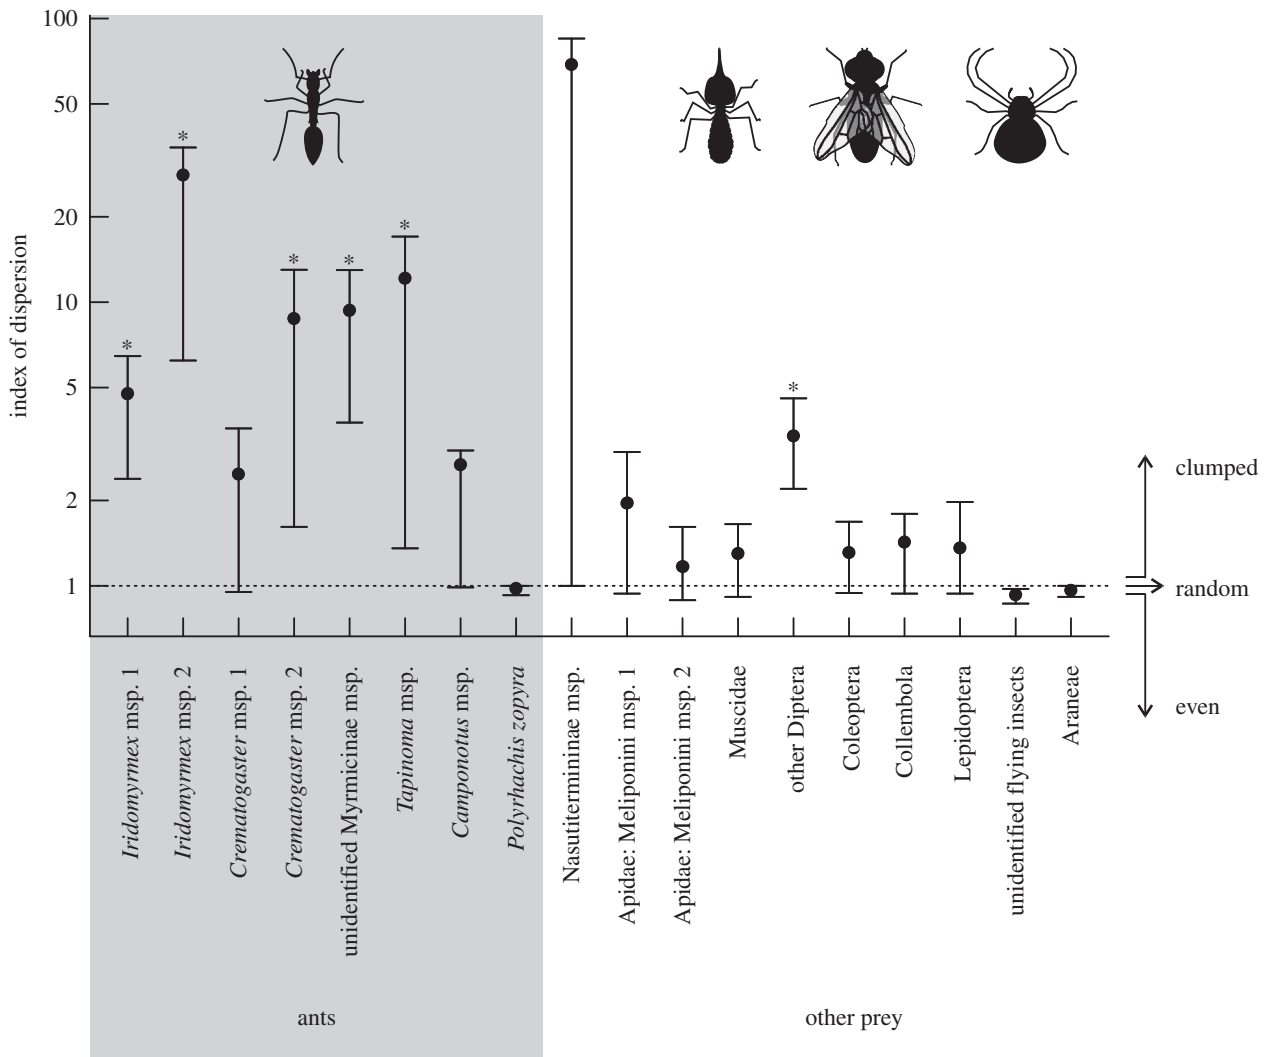 100
50
20
10
5
2
1
index of dispersion
*
*
*
*
*
*
clumped
random
even
Iridomyrmex msp. 1
Iridomyrmex msp. 2
Crematogaster msp. 1
Crematogaster msp. 2
unidentified Myrmicinae msp.
Tapinoma msp.
Camponotus msp.
Polyrhachis zopyra
Nasutitermininae msp.
Apidae: Meliponini msp. 1
Apidae: Meliponini msp. 2
Muscidae
other Diptera
Coleoptera
Collembola
Lepidoptera
unidentified flying insects
Araneae
ants
other prey